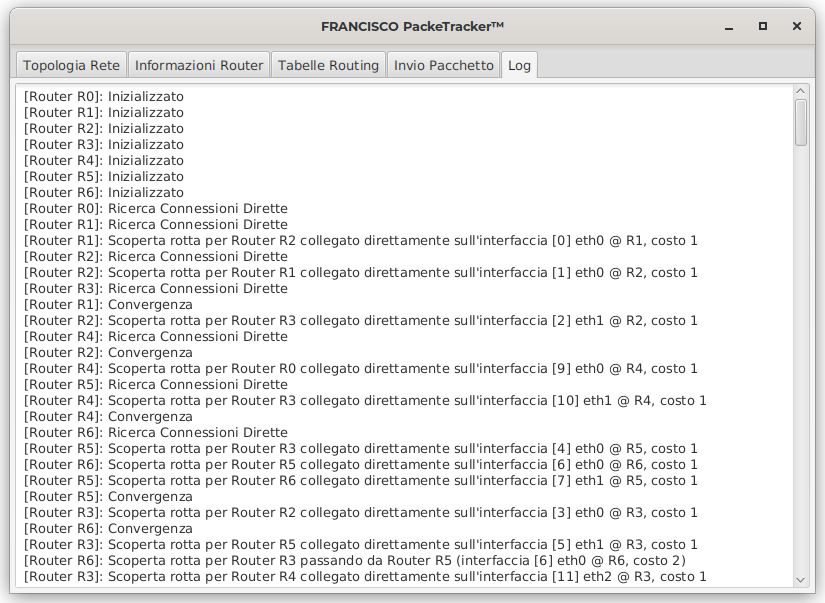 FRANCISCO PackeTracker™
Topologia Rete Informazioni Router Tabelle Routing Invio Pacchetto Log
[Router R0]: Inizializzato
[Router R1]: Inizializzato
[Router R2]: Inizializzato
[Router R3]: Inizializzato
[Router R4]: Inizializzato
[Router R5]: Inizializzato
[Router R6]: Inizializzato
[Router R0]: Ricerca Connessioni Dirette
[Router R1]: Ricerca Connessioni Dirette
[Router R1]: Scoperta rotta per Router R2 collegato direttamente sull'interfaccia [0] eth0 @ R1, costo 1
[Router R2]: Ricerca Connessioni Dirette
[Router R2]: Scoperta rotta per Router R1 collegato direttamente sull'interfaccia [1] eth0 @ R2, costo 1
[Router R3]: Ricerca Connessioni Dirette
[Router R1]: Convergenza
[Router R2]: Scoperta rotta per Router R3 collegato direttamente sull'interfaccia [2] eth1 @ R2, costo 1
[Router R4]: Ricerca Connessioni Dirette
[Router R2]: Convergenza
[Router R4]: Scoperta rotta per Router R0 collegato direttamente sull'interfaccia [9] eth0 @ R4, costo 1
[Router R5]: Ricerca Connessioni Dirette
[Router R4]: Scoperta rotta per Router R3 collegato direttamente sull'interfaccia [10] eth1 @ R4, costo 1
[Router R4]: Convergenza
[Router R6]: Ricerca Connessioni Dirette
[Router R5]: Scoperta rotta per Router R3 collegato direttamente sull'interfaccia [4] eth0 @ R5, costo 1
[Router R6]: Scoperta rotta per Router R5 collegato direttamente sull'interfaccia [6] eth0 @ R6, costo 1
[Router R5]: Scoperta rotta per Router R6 collegato direttamente sull'interfaccia [7] eth1 @ R5, costo 1
[Router R5]: Convergenza
[Router R3]: Scoperta rotta per Router R2 collegato direttamente sull'interfaccia [3] eth0 @ R3, costo 1
[Router R6]: Convergenza
[Router R3]: Scoperta rotta per Router R5 collegato direttamente sull'interfaccia [5] eth1 @ R3, costo 1
[Router R6]: Scoperta rotta per Router R3 passando da Router R5 (interfaccia [6] eth0 @ R6, costo 2)
[Router R3]: Scoperta rotta per Router R4 collegato direttamente sull'interfaccia [11] eth2 @ R3, costo 1